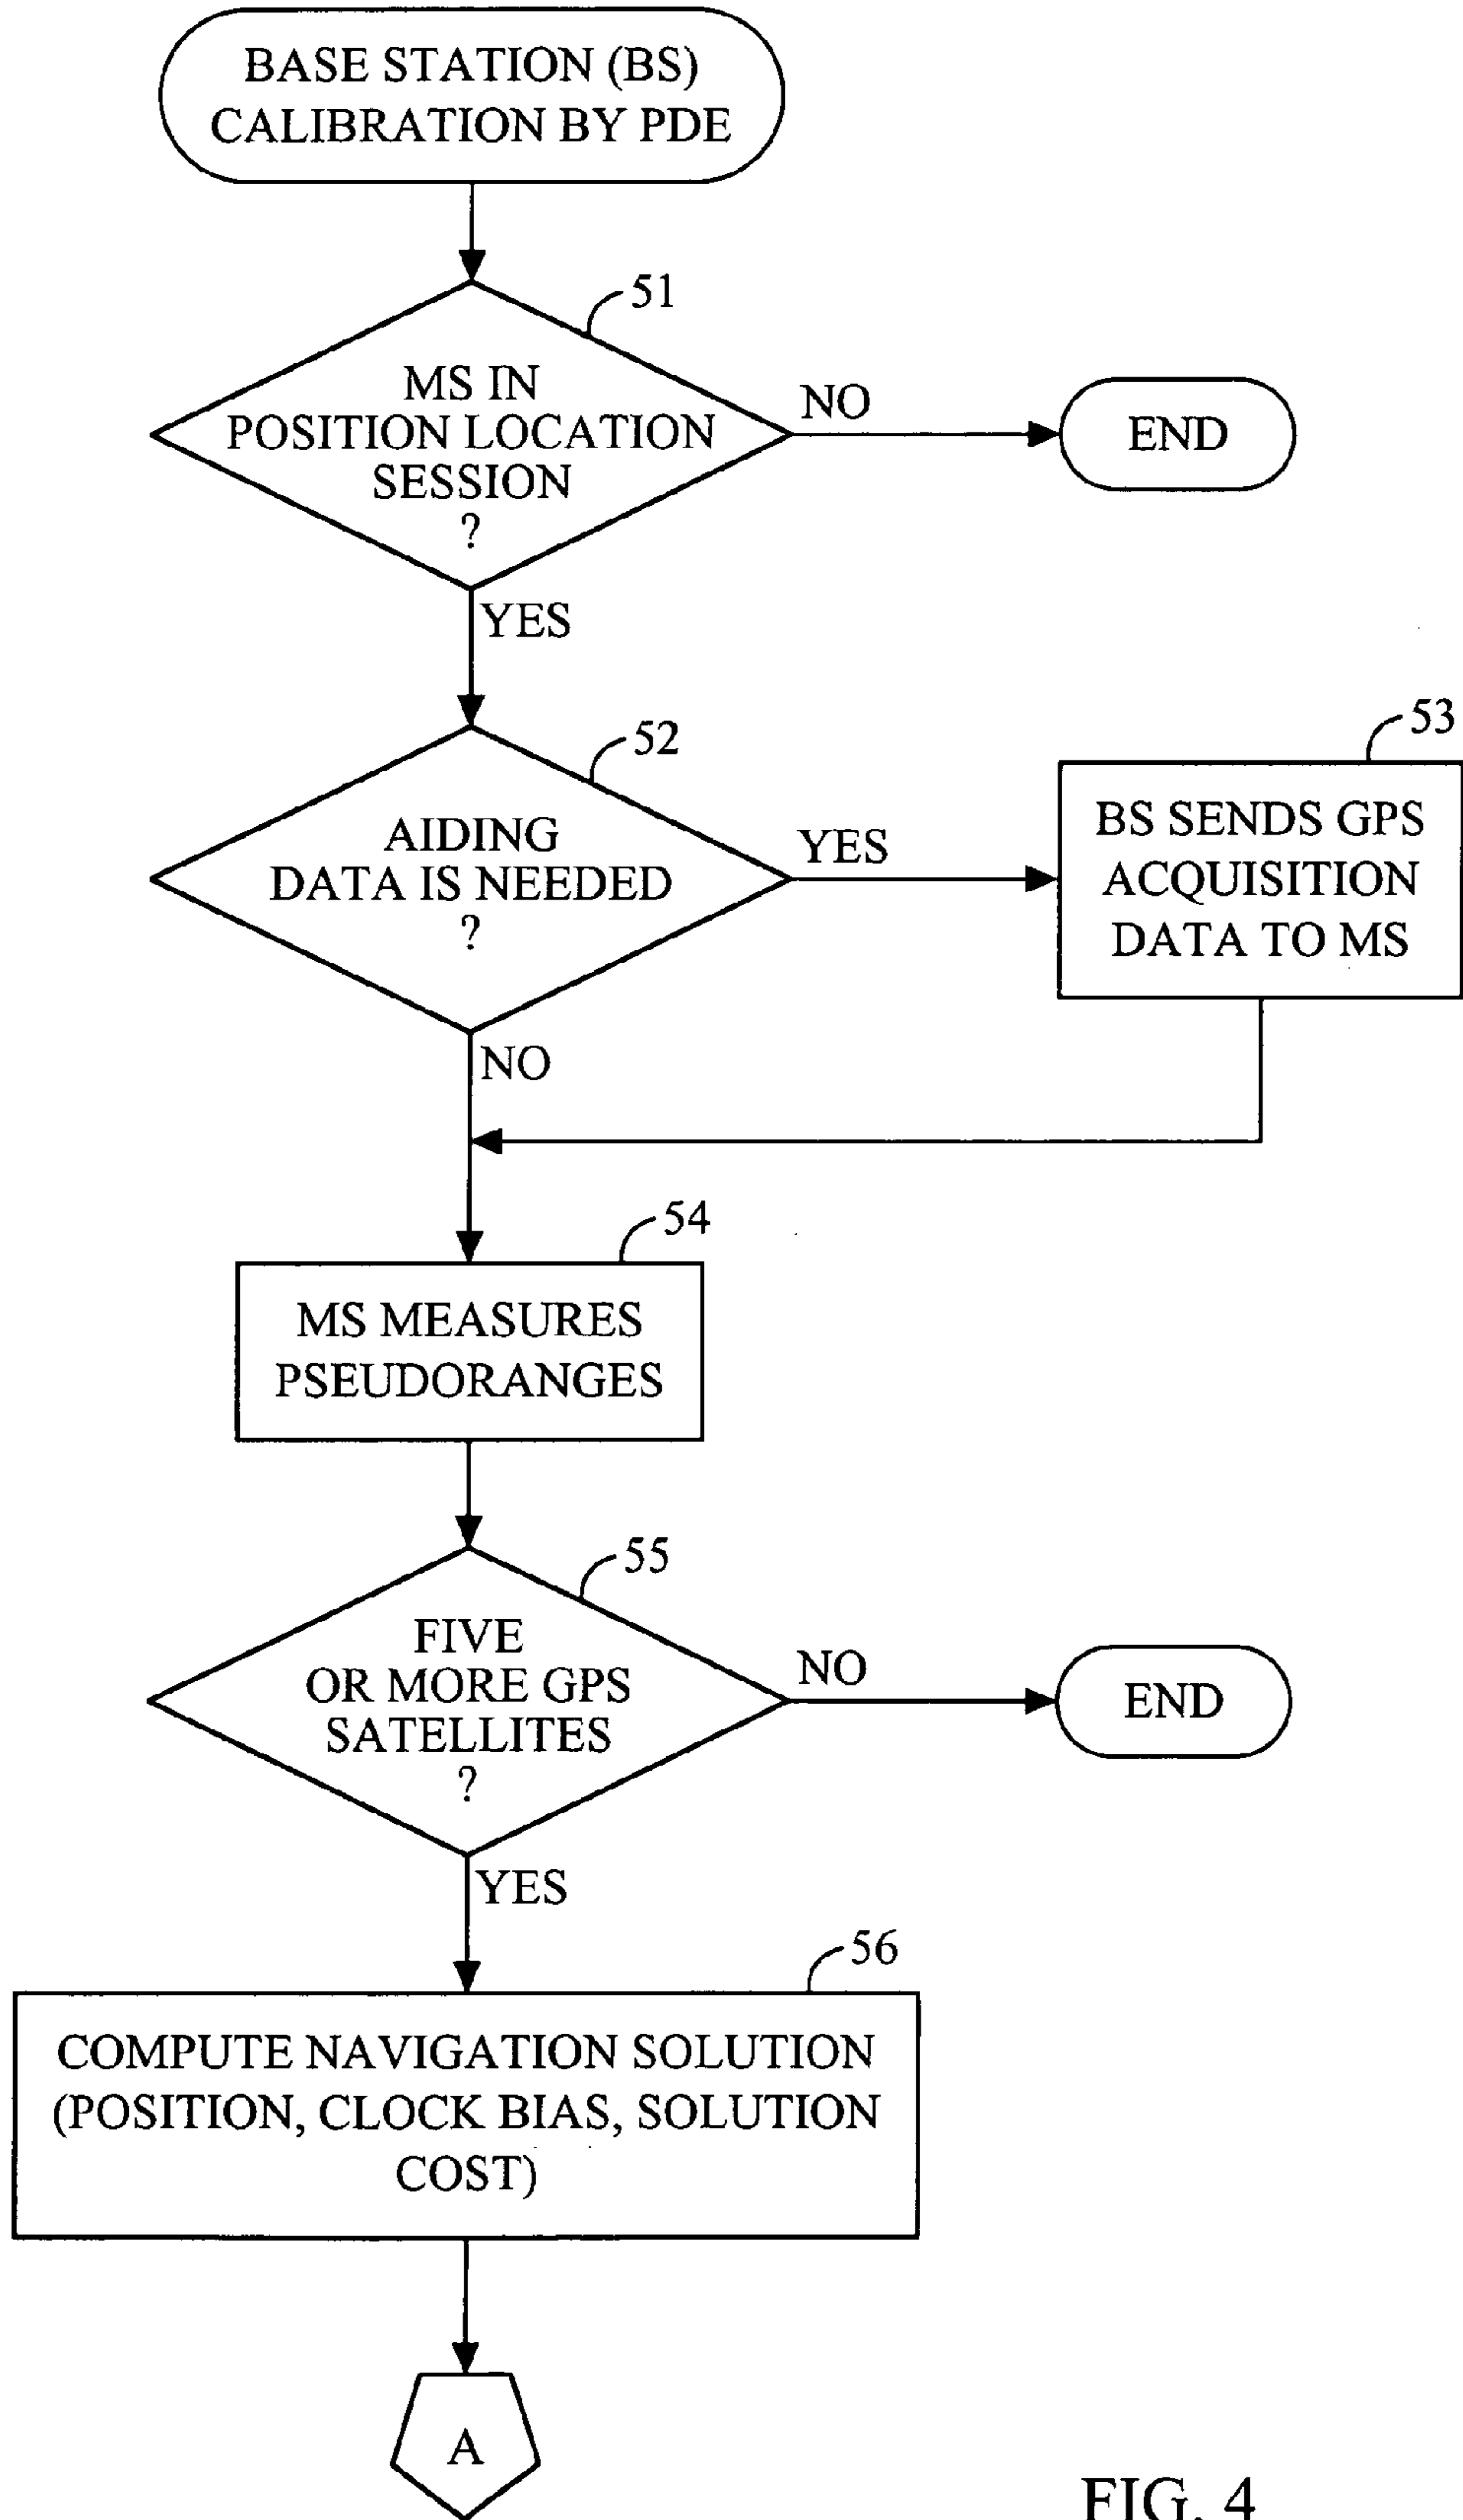 BASE STATION (BS)
CALIBRATION BY PDE
51
MS IN
POSITION LOCATION
SESSION
?
NO
END
YES
52
AIDING
DATA IS NEEDED
?
YES
53
BS SENDS GPS
ACQUISITION
DATA TO MS
NO
54
MS MEASURES
PSEUDORANGES
55
FIVE
OR MORE GPS
SATELLITES
?
NO
END
YES
56
COMPUTE NAVIGATION SOLUTION
(POSITION, CLOCK BIAS, SOLUTION
COST)
A
FIG. 4